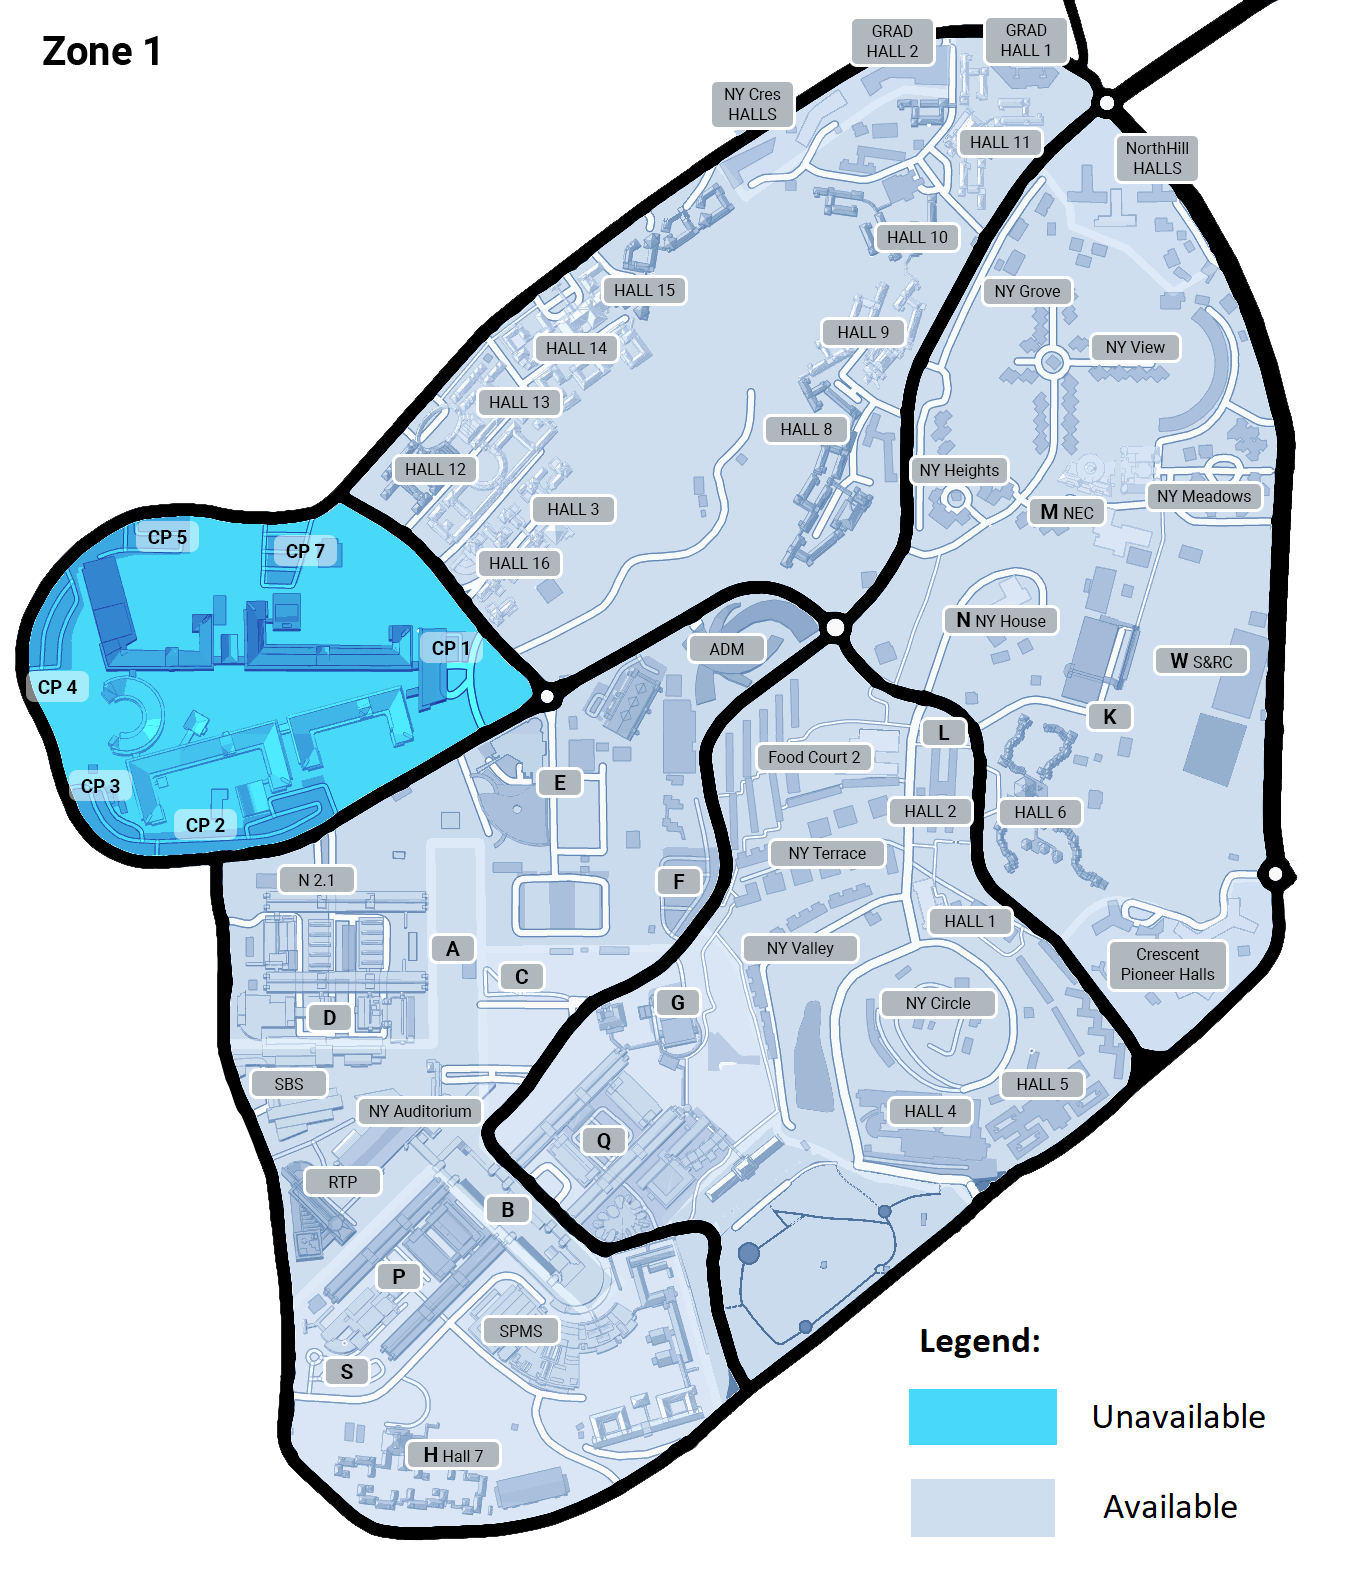 Zone 1
GRAD
HALL 2
GRAD
HALL 1
NY Cres
HALLS
HALL 11
NorthHill
HALLS
HALL 10
HALL 15
NY Grove
HALL 9
NY View
HALL 14
HALL 13
HALL 8
HALL 12
NY Heights
NY Meadows
HALL 3
M NEC
CP 5
CP 7
HALL 16
N NY House
CP 1
ADM
W S&RC
CP 4
K
L
Food Court 2
E
CP 3
HALL 2
HALL 6
CP 2
NY Terrace
N 2.1
F
HALL 1
A
NY Valley
Crescent
Pioneer Halls
C
G
NY Circle
D
SBS
HALL 5
NY Auditorium
HALL 4
Q
RTP
B
P
SPMS
S
H Hall 7
Legend:
Unavailable
Available